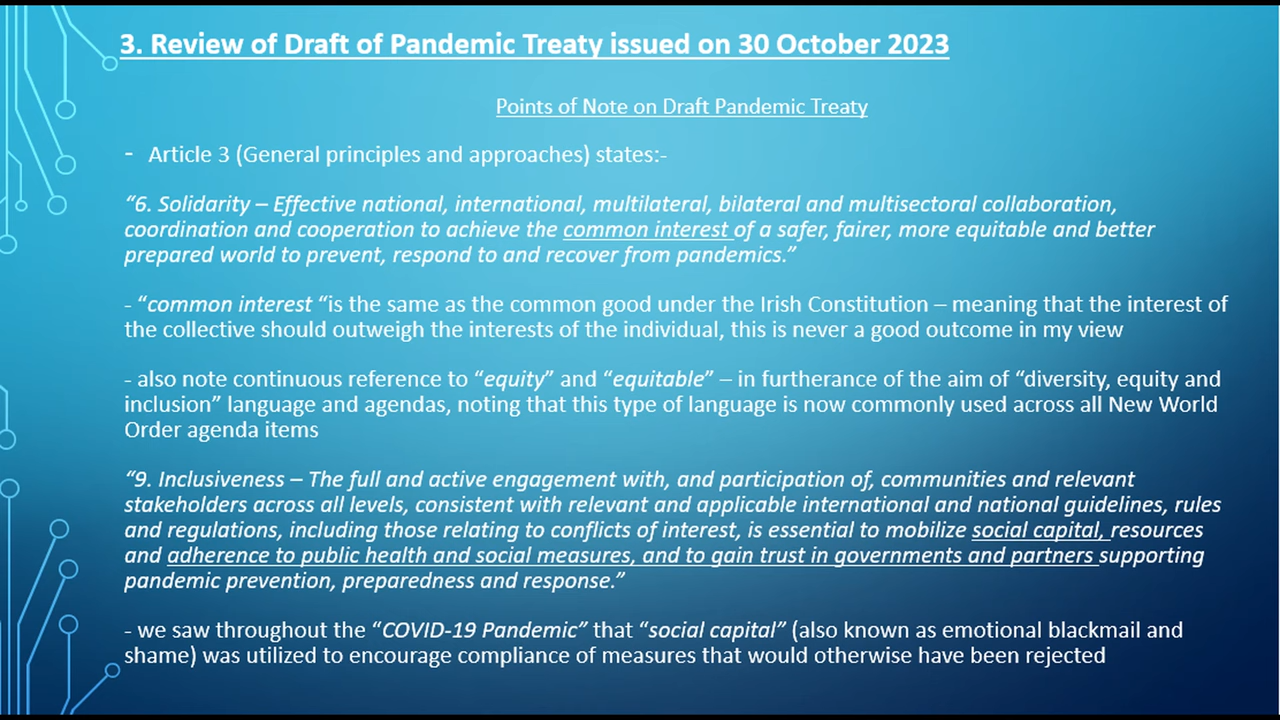 3. Review of Draft of Pandemic Treaty issued on 30 October 2023
Points of Note on Draft Pandemic Treaty
- Article 3 (General principles and approaches) states:-
“6. Solidarity – Effective national, international, multilateral, bilateral and multisectoral collaboration,
coordination and cooperation to achieve the common interest of a safer, fairer, more equitable and better
prepared world to prevent, respond to and recover from pandemics.”
- “common interest “is the same as the common good under the Irish Constitution – meaning that the interest of
the collective should outweigh the interests of the individual, this is never a good outcome in my view
- also note continuous reference to “equity” and “equitable” – in furtherance of the aim of “diversity, equity and
inclusion” language and agendas, noting that this type of language is now commonly used across all New World
Order agenda items
“9. Inclusiveness – The full and active engagement with, and participation of, communities and relevant
stakeholders across all levels, consistent with relevant and applicable international and national guidelines, rules
and regulations, including those relating to conflicts of interest, is essential to mobilize social capital, resources
and adherence to public health and social measures, and to gain trust in governments and partners supporting
pandemic prevention, preparedness and response.”
- we saw throughout the “COVID-19 Pandemic” that “social capital” (also known as emotional blackmail and
shame) was utilized to encourage compliance of measures that would otherwise have been rejected